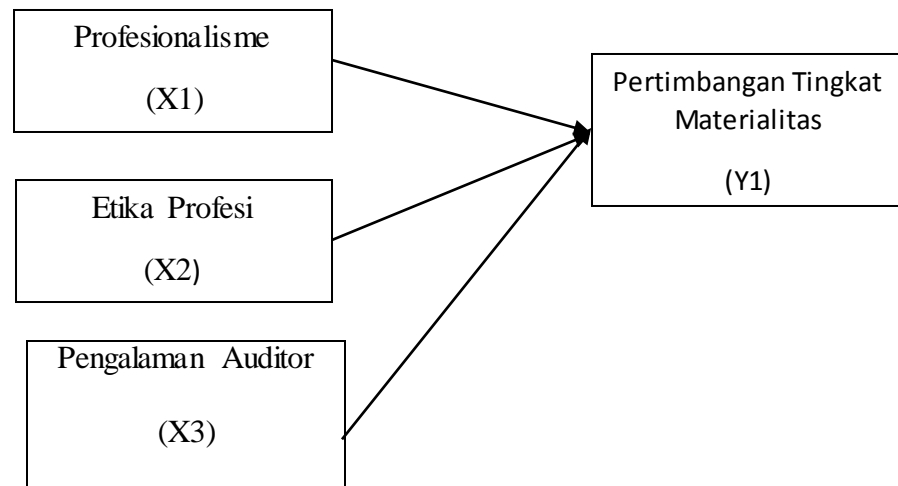 Profesionalisme
(X1)
Pertimbangan Tingkat
Materialitas
(Y1)
Etika Profesi
(X2)
Pengalaman Auditor
(X3)